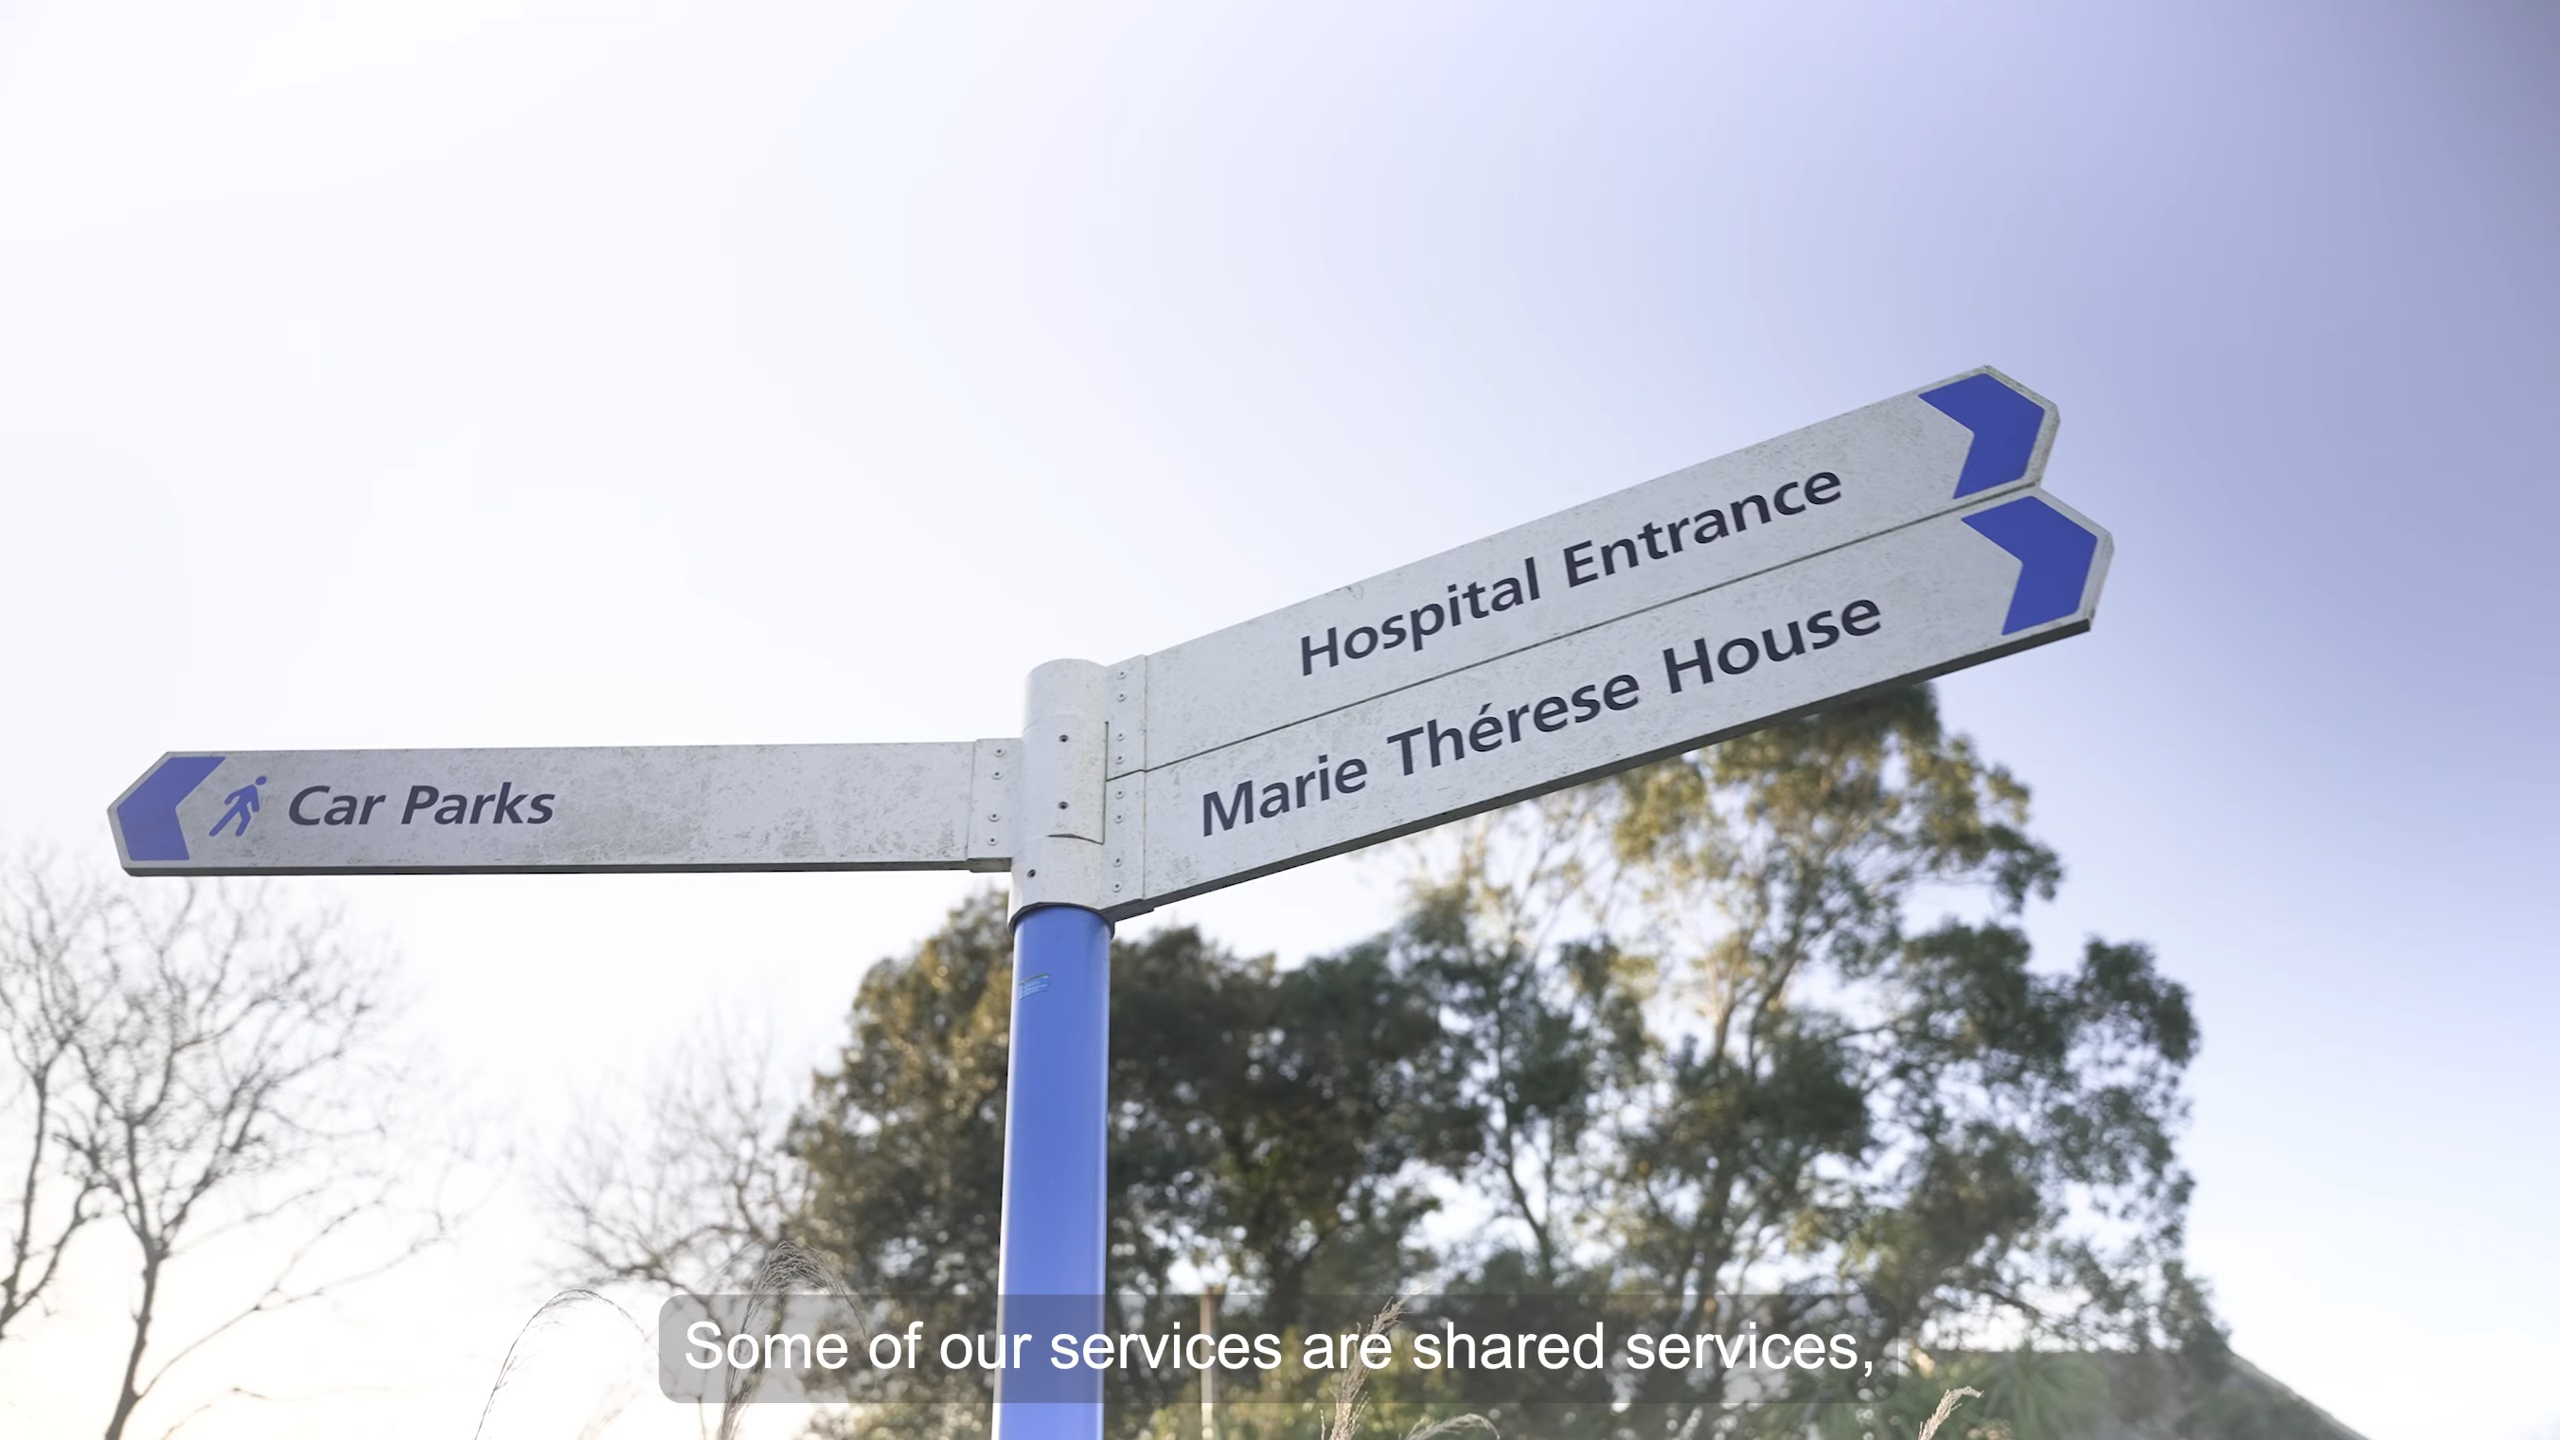 Hospital Entrance
Marie Thérese House
Car Parks
Some of our services are shared services,